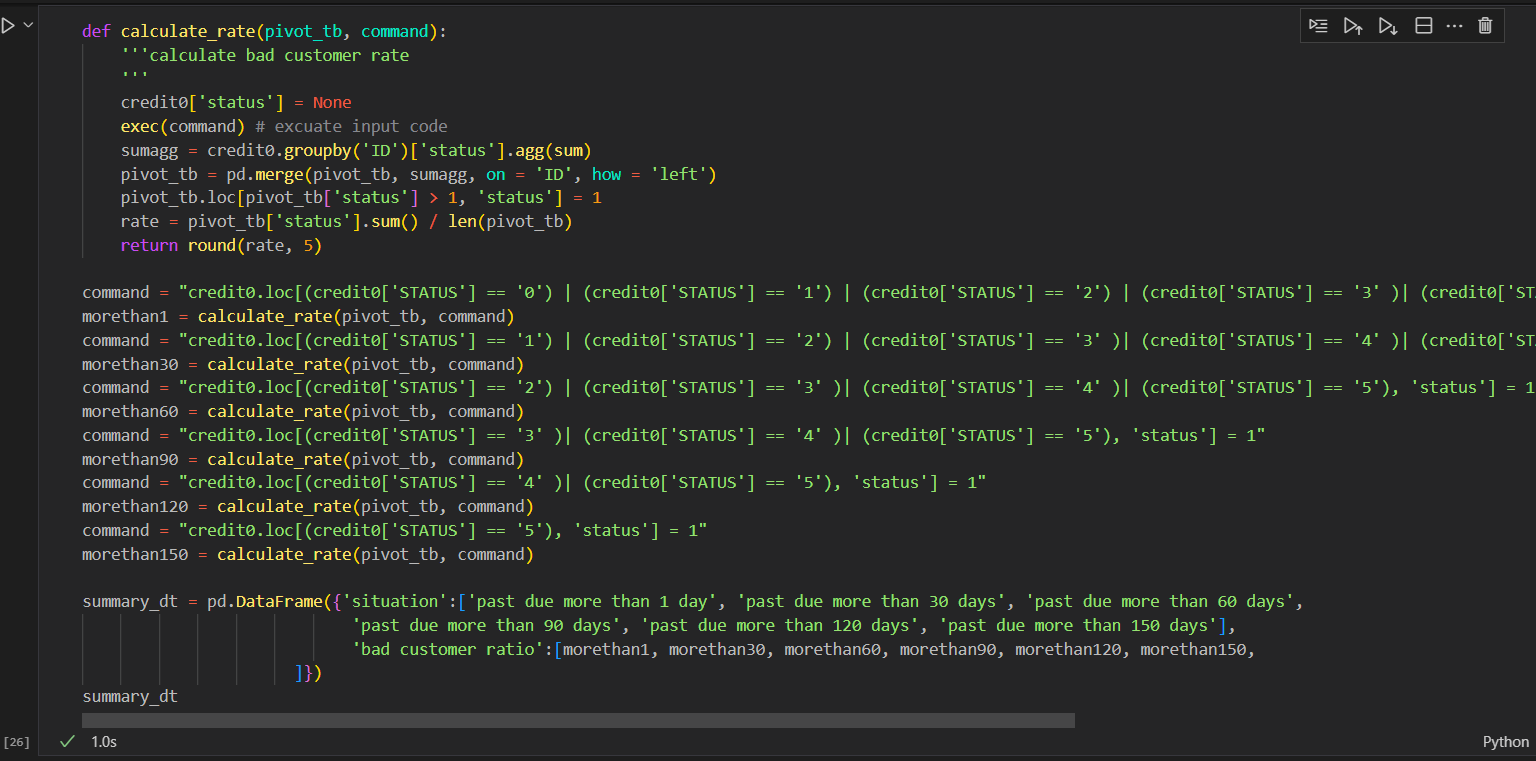 def calculate_rate(pivot_tb, command):
    '''calculate bad customer rate
    '''
    credit0['status'] = None
    exec(command) # excuate input code
    sumagg = credit0.groupby('ID')['status'].agg(sum)
    pivot_tb = pd.merge(pivot_tb, sumagg, on = 'ID', how = 'left')
    pivot_tb.loc[pivot_tb['status'] > 1, 'status'] = 1
    rate = pivot_tb['status'].sum() / len(pivot_tb)
    return round(rate, 5)
command = "credit0.loc[(credit0['STATUS'] == '0') | (credit0['STATUS'] == '1') | (credit0['STATUS'] == '2') | (credit0['STATUS'] == '3' )| (credit0['ST
morethan1 = calculate_rate(pivot_tb, command)
command = "credit0.loc[(credit0['STATUS'] == '1') | (credit0['STATUS'] == '2') | (credit0['STATUS'] == '3' )| (credit0['STATUS'] == '4' )| (credit0['ST
morethan30 = calculate_rate(pivot_tb, command)
command = "credit0.loc[(credit0['STATUS'] == '2') | (credit0['STATUS'] == '3' )| (credit0['STATUS'] == '4' )| (credit0['STATUS'] == '5'), 'status'] = 1
morethan60 = calculate_rate(pivot_tb, command)
command = "credit0.loc[(credit0['STATUS'] == '3' )| (credit0['STATUS'] == '4' )| (credit0['STATUS'] == '5'), 'status'] = 1"
morethan90 = calculate_rate(pivot_tb, command)
command = "credit0.loc[(credit0['STATUS'] == '4' )| (credit0['STATUS'] == '5'), 'status'] = 1"
morethan120 = calculate_rate(pivot_tb, command)
command = "credit0.loc[(credit0['STATUS'] == '5'), 'status'] = 1"
morethan150 = calculate_rate(pivot_tb, command)
summary_dt = pd.DataFrame({'situation':['past due more than 1 day', 'past due more than 30 days', 'past due more than 60 days',
                            'past due more than 90 days', 'past due more than 120 days', 'past due more than 150 days'],
                            'bad customer ratio':[morethan1, morethan30, morethan60, morethan90, morethan120, morethan150,
                      ]})
summary_dt
[26] 1.0s Python